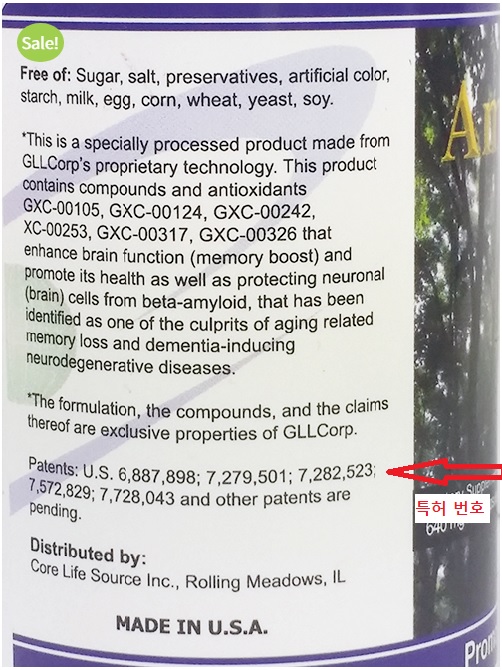 Sale!
Free of: Sugar, salt, preservatives, artificial color,
starch, milk, egg, corn, wheat, yeast, soy.
*This is a specially processed product made from
GLLCorp's proprietary technology. This product
contains compounds and antioxidants
GXC-00105, GXC-00124, GXC-00242,
XC-00253, GXC-00317, GXC-00326 that
enhance brain function (memory boost) and
promote its health as well as protecting neuronal
(brain) cells from beta-amyloid, that has been
identified as one of the culprits of aging related
memory loss and dementia-inducing
neurodegenerative diseases.
*The formulation, the compounds, and the claims
thereof are exclusive properties of GLLCorp.
Patents: U.S. 6,887,898; 7,279,501; 7,282,523;
7,572,829; 7,728,043 and other patents are
pending.
특허 번호
640 mg
Distributed by:
Core Life Source Inc., Rolling Meadows, IL
MADE IN U.S.A.